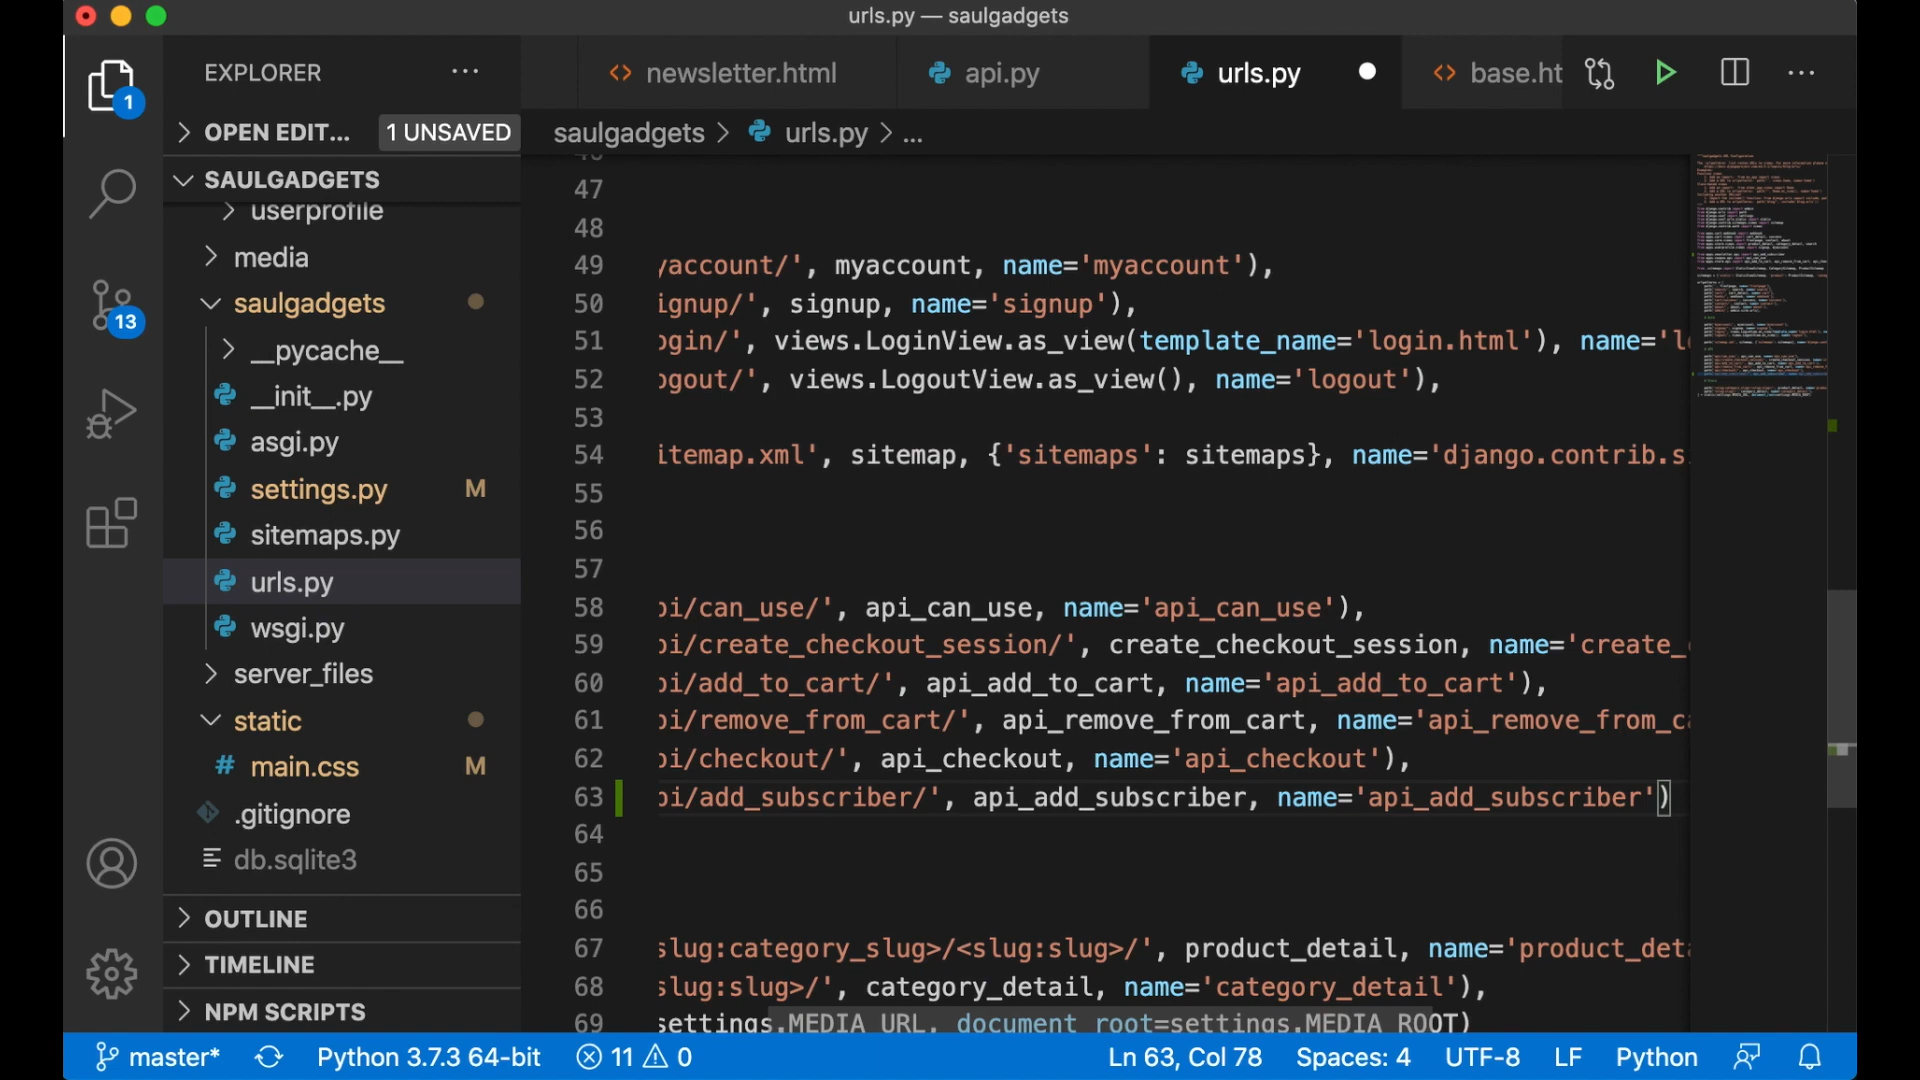 urls.py — saulgadgets
EXPLORER
newsletter.html
api.py
urls.py
base.ht
1
OPEN EDIT...
1 UNSAVED
saulgadgets > urls.py > ...
SAULGADGETS
userprofile
media
saulgadgets
__pycache__
__init__.py
asgi.py
settings.py M
sitemaps.py
urls.py
wsgi.py
server_files
static
main.css M
.gitignore
db.sqlite3
OUTLINE
TIMELINE
NPM SCRIPTS
13
47
48
49 yaccount/', myaccount, name='myaccount'),
50 ignup/', signup, name='signup'),
51 ogin/', views.LoginView.as_view(template_name='login.html'), name='l
52 ogout/', views.LogoutView.as_view(), name='logout'),
53
54 itemap.xml', sitemap, {'sitemaps': sitemaps}, name='django.contrib.s
55
56
57
58 pi/can_use/', api_can_use, name='api_can_use'),
59 pi/create_checkout_session/', create_checkout_session, name='create_
60 pi/add_to_cart/', api_add_to_cart, name='api_add_to_cart'),
61 pi/remove_from_cart/', api_remove_from_cart, name='api_remove_from_ca
62 pi/checkout/', api_checkout, name='api_checkout'),
63 pi/add_subscriber/', api_add_subscriber, name='api_add_subscriber')
64
65
66
67 slug:category_slug>/<slug:slug>/', product_detail, name='product_deta
68 slug:slug>/', category_detail, name='category_detail'),
69 settings.MEDIA_URL, document_root=settings.MEDIA_ROOT)
master*
Python 3.7.3 64-bit
11
0
Ln 63, Col 78
Spaces: 4
UTF-8
LF
Python